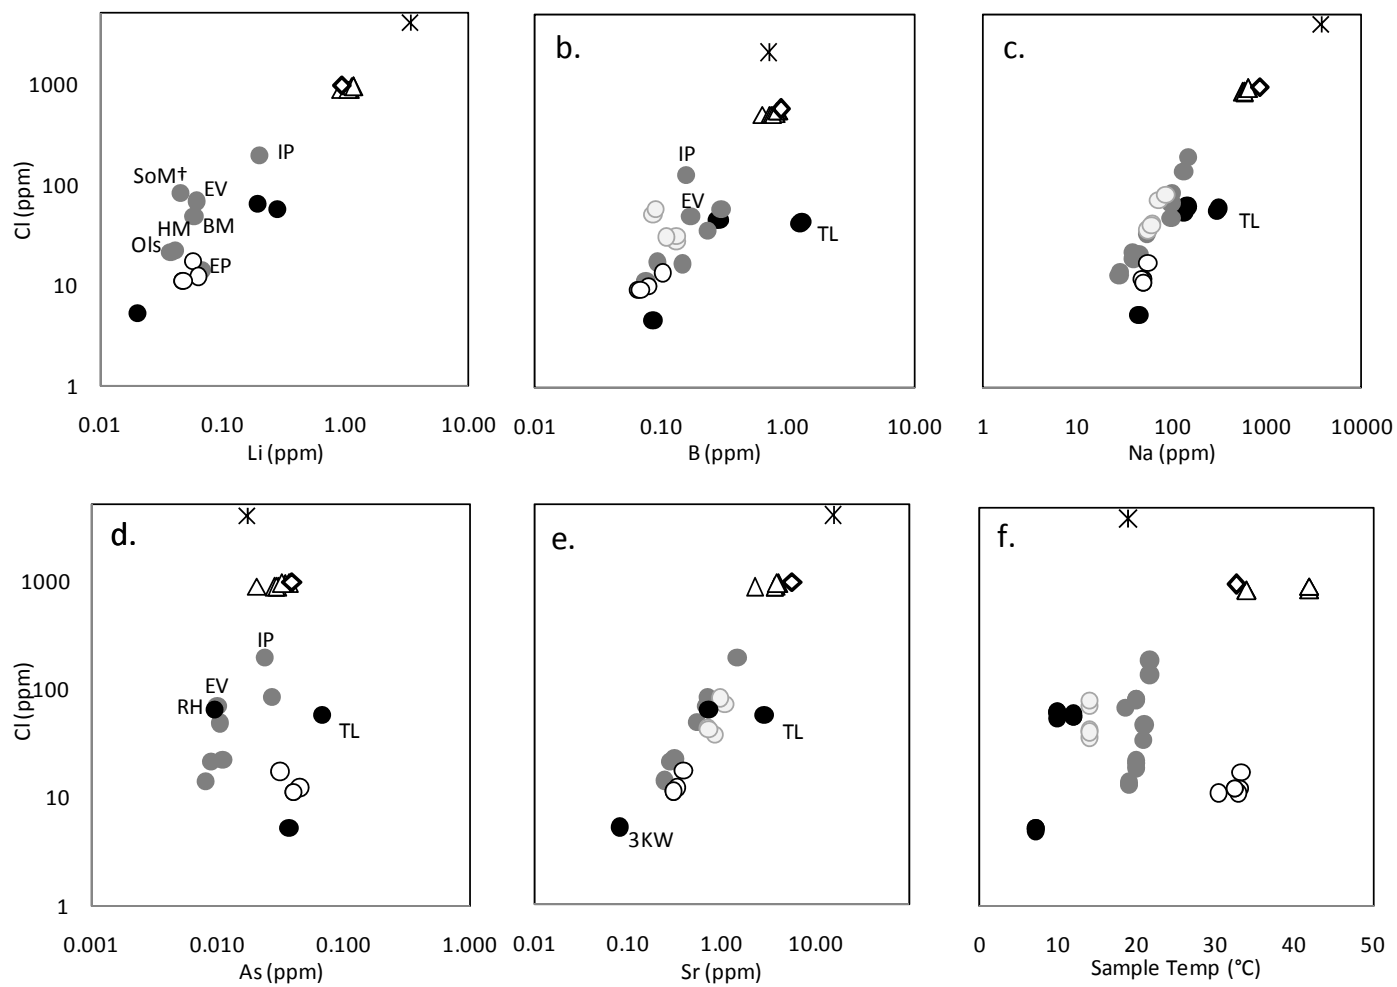 b.
c.
1000
100
10
1
Cl (ppm)
IP
SoM†
EV
HM
BM
Ols
EP
IP
EV
TL
TL
0.01
0.10
1.00
10.00
Li (ppm)
0.01
0.10
1.00
10.00
B (ppm)
1
10
100
1000
10000
Na (ppm)
d.
e.
f.
1000
100
10
1
Cl (ppm)
IP
EV
RH
TL
TL
3KW
0.001
0.010
0.100
1.000
As (ppm)
0.01
0.10
1.00
10.00
Sr (ppm)
0
10
20
30
40
50
Sample Temp (°C)